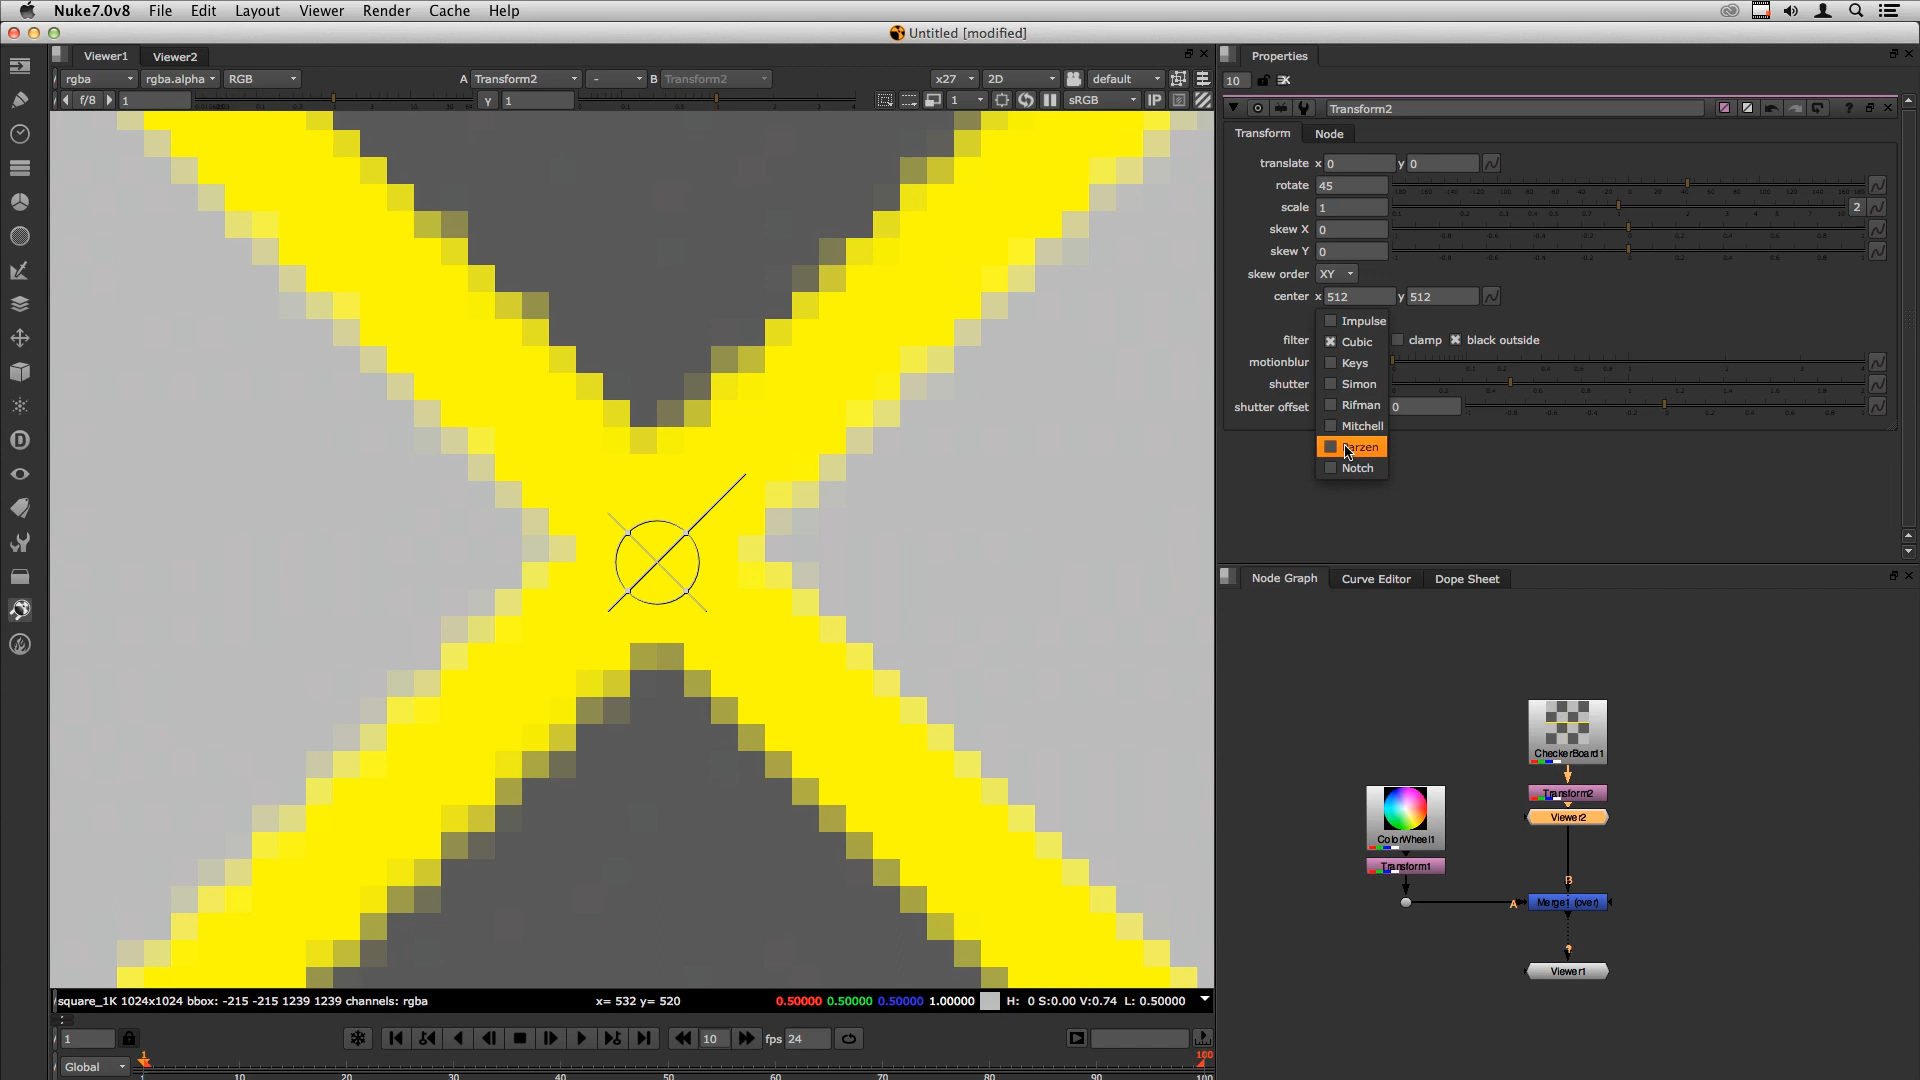 Nuke7.0v8 File Edit Layout Viewer Render Cache Help
Untitled [modified]
Viewer1 Viewer2
rgba rgba.alpha RGB A Transform2 - B Transform2 x27 2D default
f/8 1 Y 1 1 sRGB IP
Properties
10
Transform2
Transform Node
translate x 0 y 0
rotate 45
scale 1 2
skew X 0
skew Y 0
skew order XY
center x 512 y 512
Impulse
filter Cubic clamp black outside
motionblur Keys
shutter Simon
shutter offset Rifman 0
Mitchell
Notch
Node Graph Curve Editor Dope Sheet
CheckerBoard1
Transform2
Viewer2
ColorWheel1
Transform1
B
A Merge1 (over)
Viewer1
square_1K 1024x1024 bbox: -215 -215 1239 1239 channels: rgba x= 532 y= 520 0.50000 0.50000 0.50000 1.00000 H: 0 S:0.00 V:0.74 L: 0.50000
1 10 fps 24
Global 1 100
1 10 20 30 40 50 60 70 80 90 100